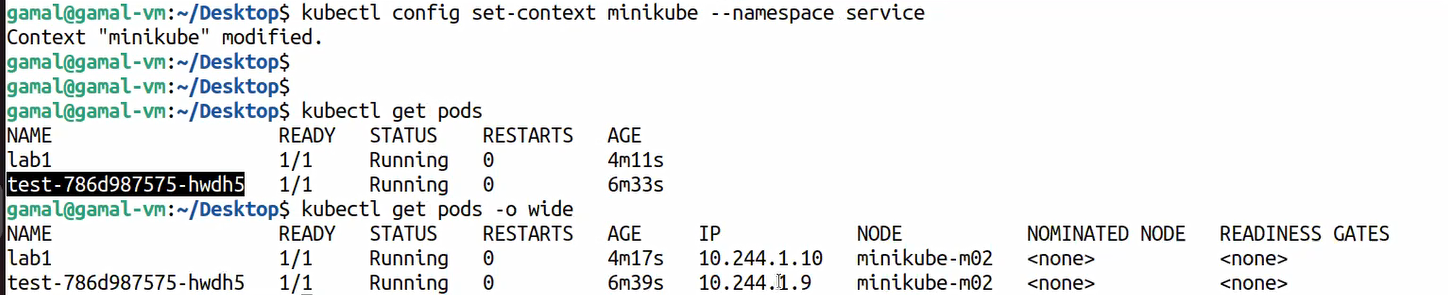 gamal@gamal-vm:~/Desktop$ kubectl config set-context minikube --namespace service
Context "minikube" modified.
gamal@gamal-vm:~/Desktop$
gamal@gamal-vm:~/Desktop$
gamal@gamal-vm:~/Desktop$ kubectl get pods
NAME READY STATUS RESTARTS AGE
lab1 1/1 Running 0 4m11s
test-786d987575-hwdh5 1/1 Running 0 6m33s
gamal@gamal-vm:~/Desktop$ kubectl get pods -o wide
NAME READY STATUS RESTARTS AGE IP NODE NOMINATED NODE READINESS GATES
lab1 1/1 Running 0 4m17s 10.244.1.10 minikube-m02 <none> <none>
test-786d987575-hwdh5 1/1 Running 0 6m39s 10.244.1.9 minikube-m02 <none> <none>